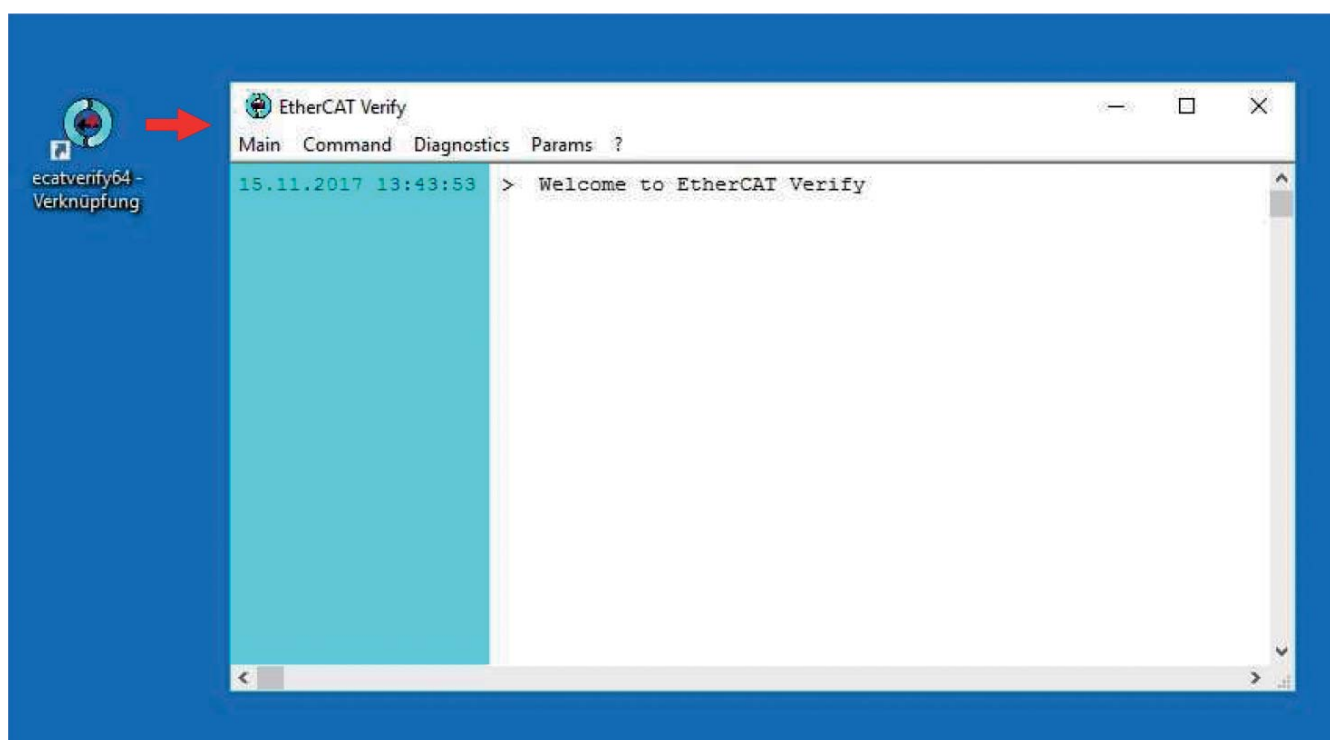 ecatverify64 -
Verknüpfung
EtherCAT Verify
Main Command Diagnostics Params ?
15.11.2017 13:43:53 > Welcome to EtherCAT Verify